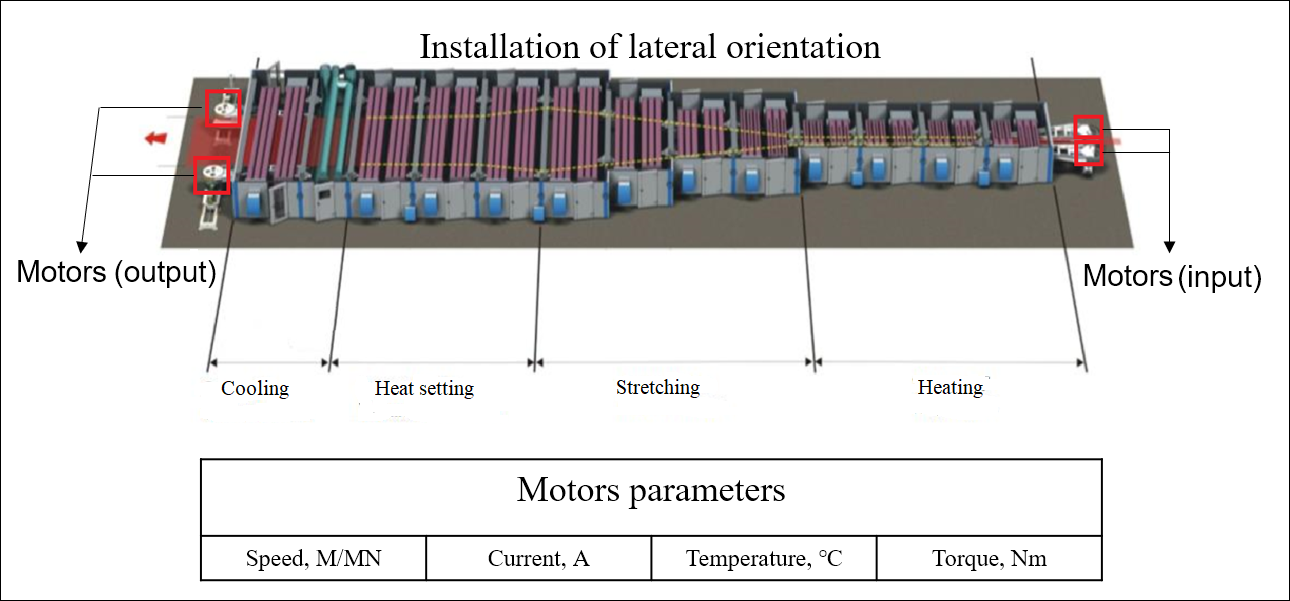 Installation of lateral orientation
Motors (output)
Motors (input)
Cooling
Heat setting
Stretching
Heating
Motors parameters
Speed, M/MN
Current, A
Temperature, °C
Torque, Nm